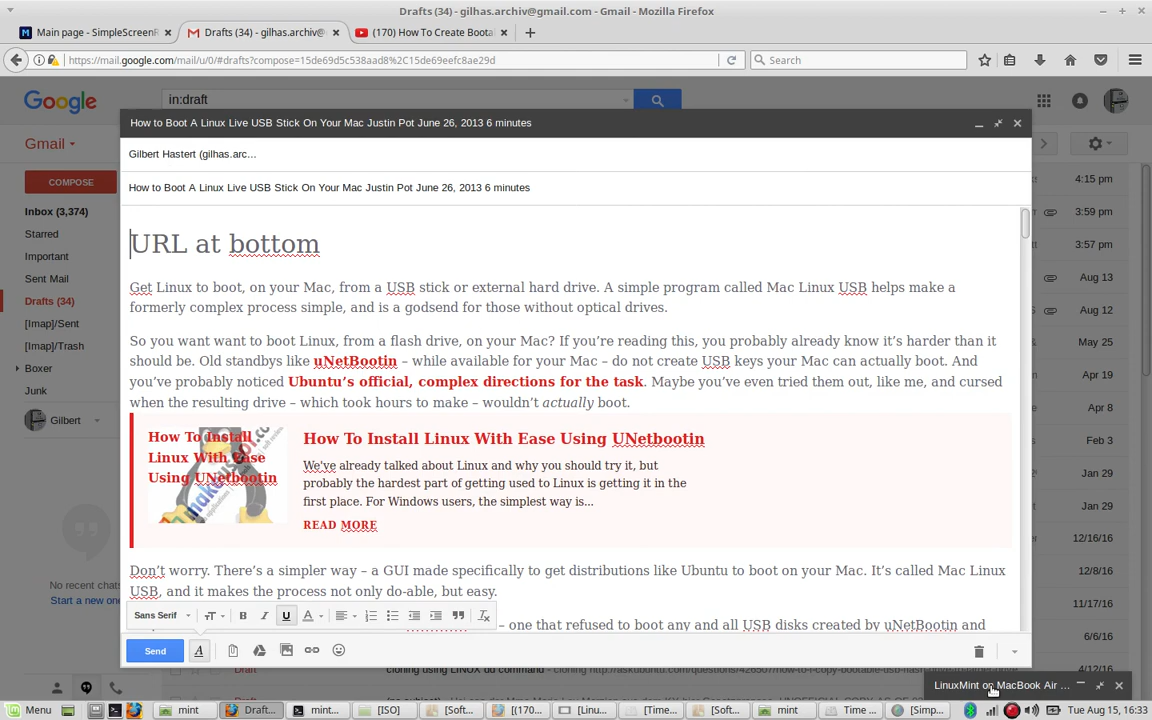 Drafts (34) - gilhas.archiv@gmail.com - Gmail - Mozilla Firefox
Main page - SimpleScreenR
Drafts (34) - gilhas.archiv@
(170) How To Create Boota
https://mail.google.com/mail/u/0/#drafts?compose=15de69d5c538aad8%2C15de69eefc8ae29d
Search
Google
in:draft
Gmail
COMPOSE
Inbox (3,374)
Starred
Important
Sent Mail
Drafts (34)
[Imap]/Sent
[Imap]/Trash
Boxer
Junk
Gilbert
No recent chats
Start a new one
How to Boot A Linux Live USB Stick On Your Mac Justin Pot June 26, 2013 6 minutes
Gilbert Hastert (gilhas.arc...
How to Boot A Linux Live USB Stick On Your Mac Justin Pot June 26, 2013 6 minutes
URL at bottom
Get Linux to boot, on your Mac, from a USB stick or external hard drive. A simple program called Mac Linux USB helps make a
formerly complex process simple, and is a godsend for those without optical drives.
So you want want to boot Linux, from a flash drive, on your Mac? If you're reading this, you probably already know it's harder than it
should be. Old standbys like uNetBootin – while available for your Mac – do not create USB keys your Mac can actually boot. And
you've probably noticed Ubuntu's official, complex directions for the task. Maybe you've even tried them out, like me, and cursed
when the resulting drive – which took hours to make – wouldn't actually boot.
How To Install
Linux With Ease
Using UNetbootin
How To Install Linux With Ease Using UNetbootin
We've already talked about Linux and why you should try it, but
probably the hardest part of getting used to Linux is getting it in the
first place. For Windows users, the simplest way is...
READ MORE
Don't worry. There's a simpler way – a GUI made specifically to get distributions like Ubuntu to boot on your Mac. It's called Mac Linux
USB, and it makes the process not only do-able, but easy.
– one that refused to boot any and all USB disks created by uNetBootin and
Sans Serif
Send
4:15 pm
3:59 pm
3:57 pm
Aug 13
Aug 12
May 25
Apr 19
Apr 8
Feb 3
Jan 29
Jan 29
12/16/16
12/8/16
11/17/16
6/6/16
4/12/16
Draft
LinuxMint on MacBook Air ...
Menu
mint
Draft...
mint...
[ISO]
[Soft...
[(170...
[Linu...
[Time...
[Soft...
mint
Time ...
[Simp...
Tue Aug 15, 16:33